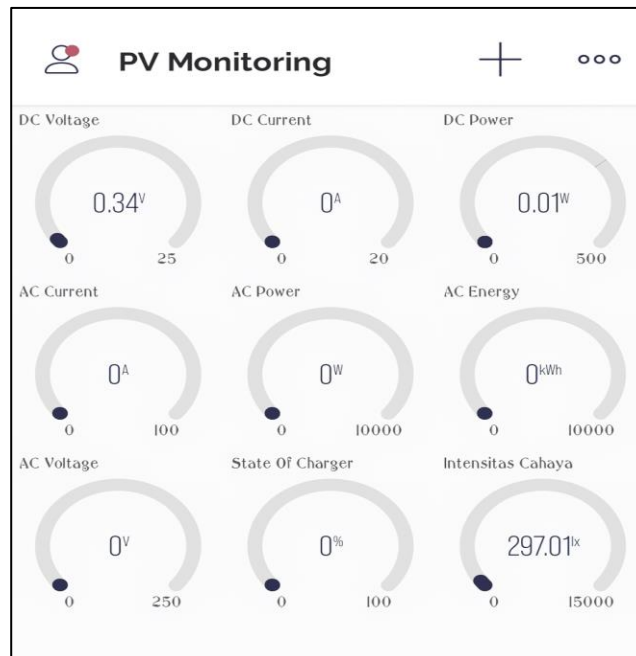 PV Monitoring
DC Voltage DC Current DC Power
0.34V 0A 0.01W
0 25 0 20 0 500
AC Current AC Power AC Energy
0A 0W 0kWh
0 100 0 10000 0 10000
AC Voltage State Of Charger Intensitas Cahaya
0V 0% 297.01lx
0 250 0 100 0 15000